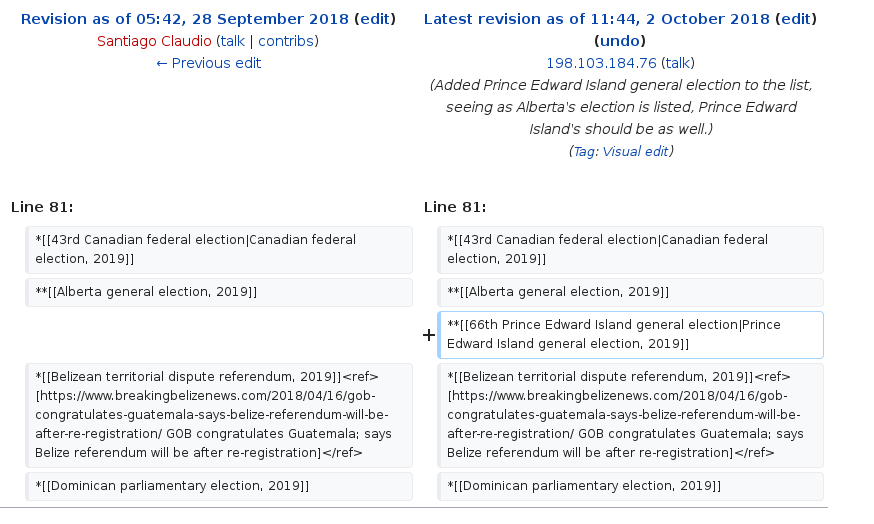 Revision as of 05:42, 28 September 2018 (edit)
Santiago Claudio (talk | contribs)
← Previous edit
Latest revision as of 11:44, 2 October 2018 (edit)
(undo)
198.103.184.76 (talk)
(Added Prince Edward Island general election to the list,
seeing as Alberta's election is listed, Prince Edward
Island's should be as well.)
(Tag: Visual edit)
Line 81:
Line 81:
*[[43rd Canadian federal election|Canadian federal
election, 2019]]
*[[43rd Canadian federal election|Canadian federal
election, 2019]]
**[[Alberta general election, 2019]]
**[[Alberta general election, 2019]]
+
**[[66th Prince Edward Island general election|Prince
Edward Island general election, 2019]]
*[[Belizean territorial dispute referendum, 2019]]<ref>
[https://www.breakingbelizenews.com/2018/04/16/gob-
congratulates-guatemala-says-belize-referendum-will-be-
after-re-registration/ GOB congratulates Guatemala; says
Belize referendum will be after re-registration]</ref>
*[[Belizean territorial dispute referendum, 2019]]<ref>
[https://www.breakingbelizenews.com/2018/04/16/gob-
congratulates-guatemala-says-belize-referendum-will-be-
after-re-registration/ GOB congratulates Guatemala; says
Belize referendum will be after re-registration]</ref>
*[[Dominican parliamentary election, 2019]]
*[[Dominican parliamentary election, 2019]]